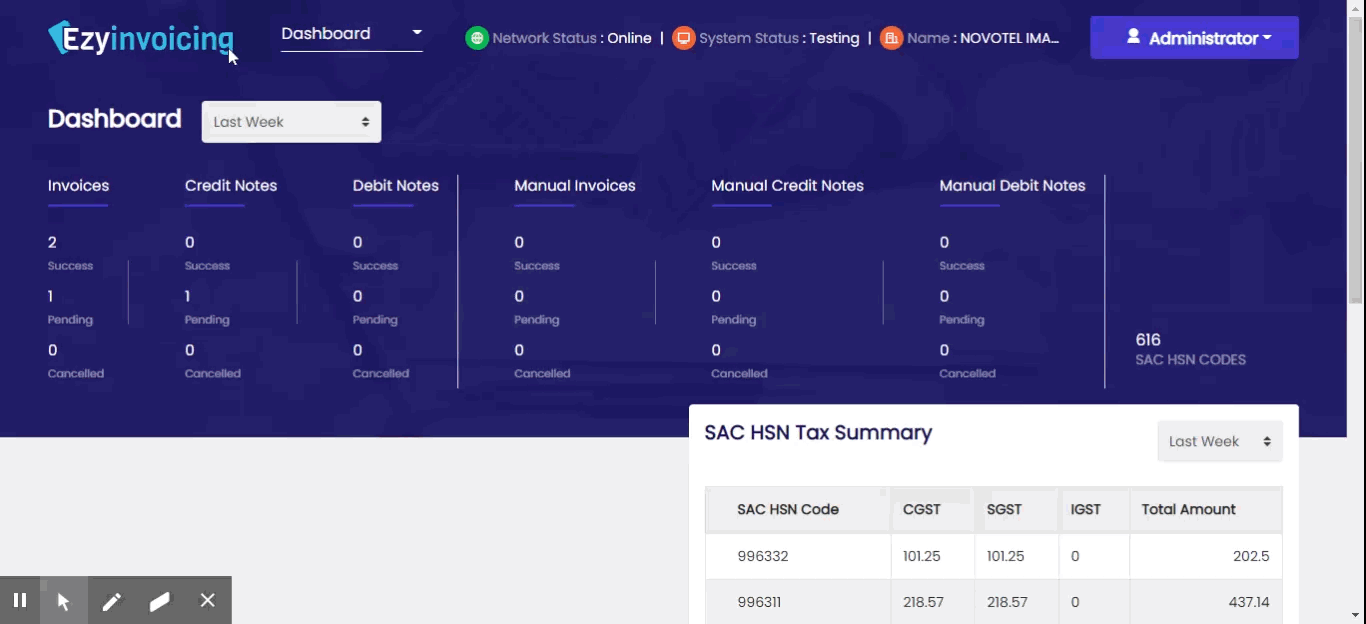 Ezyinvoicing
Dashboard
Network Status : Online | System Status : Testing | Name : NOVOTEL IMA...
Administrator
Dashboard
Last Week
Invoices
2
Success
1
Pending
0
Cancelled
Credit Notes
0
Success
1
Pending
0
Cancelled
Debit Notes
0
Success
0
Pending
0
Cancelled
Manual Invoices
0
Success
0
Pending
0
Cancelled
Manual Credit Notes
0
Success
0
Pending
0
Cancelled
Manual Debit Notes
0
Success
0
Pending
0
Cancelled
616
SAC HSN CODES
SAC HSN Tax Summary
Last Week
SAC HSN Code CGST SGST IGST Total Amount
996332 101.25 101.25 0 202.5
996311 218.57 218.57 0 437.14